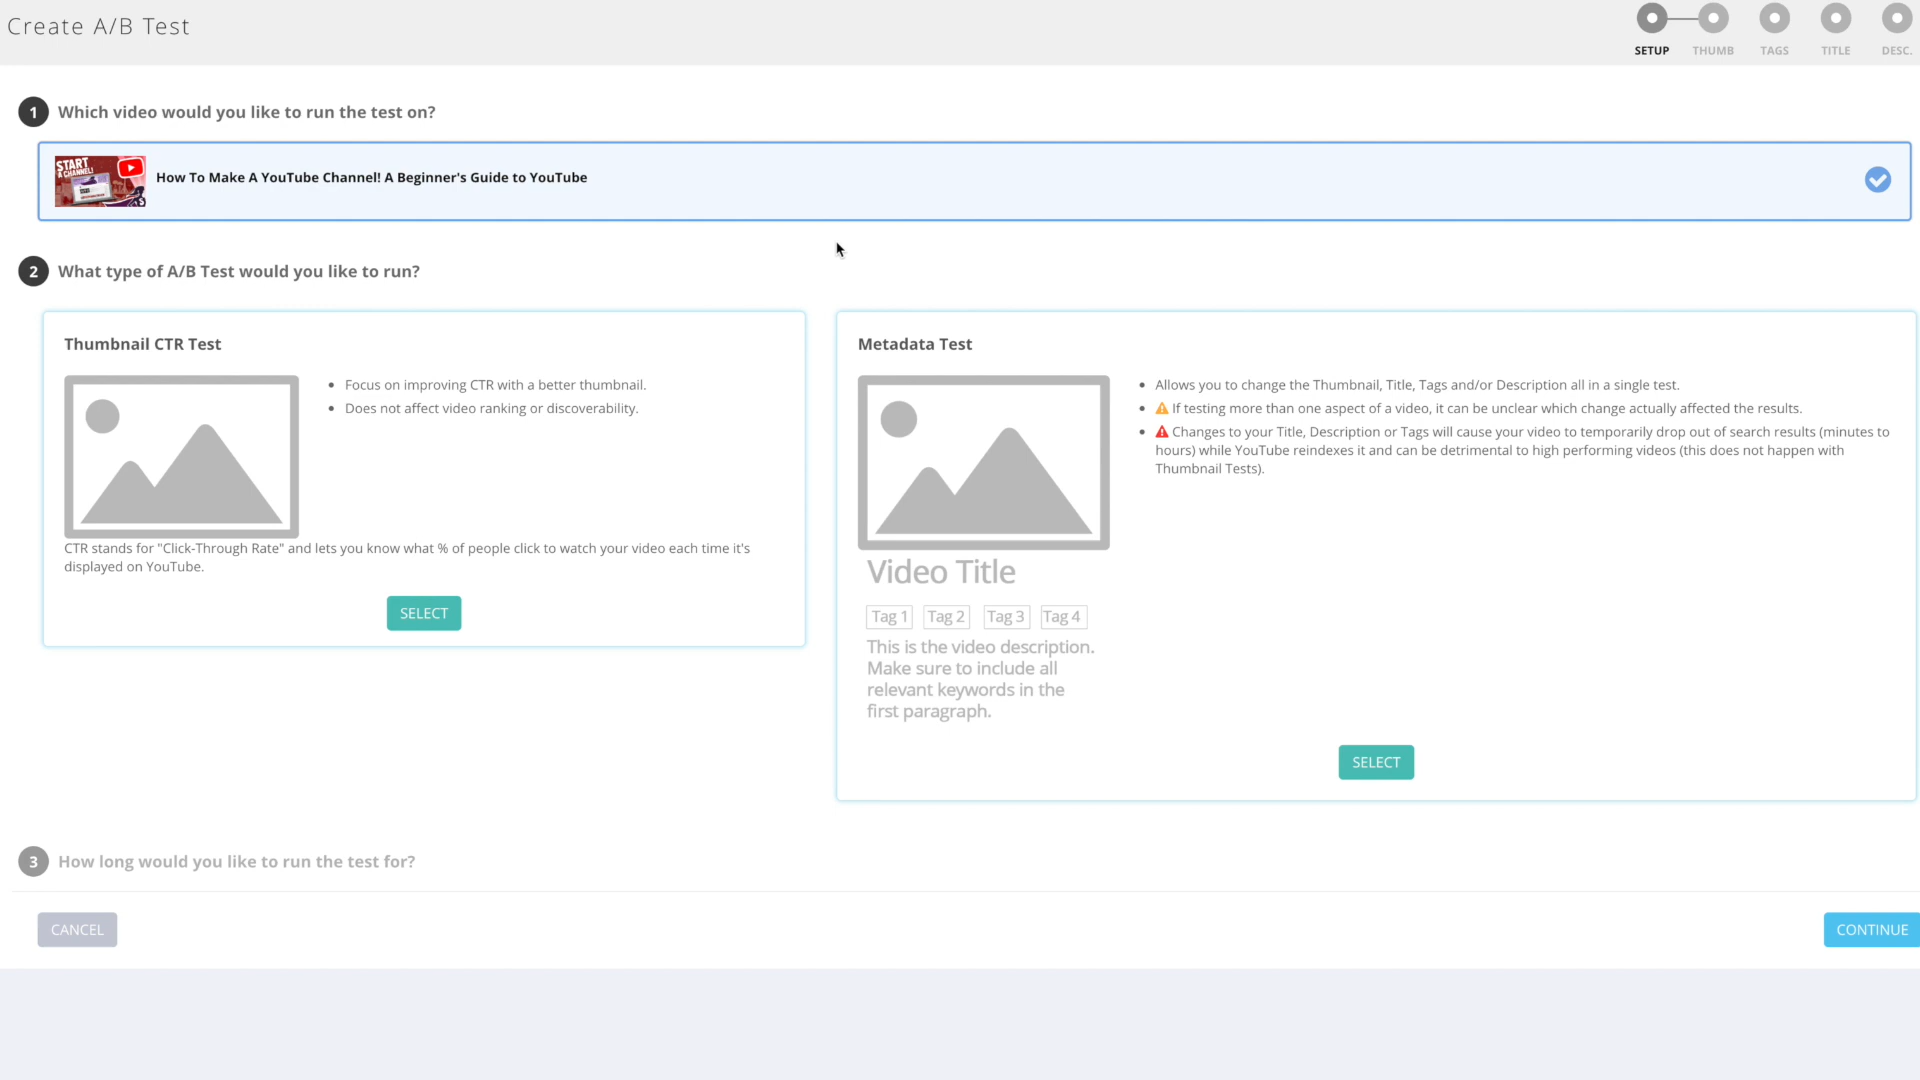 Create A/B Test
SETUP THUMB TAGS TITLE DESC.
1 Which video would you like to run the test on?
START
A CHANNEL!
How To Make A YouTube Channel! A Beginner's Guide to YouTube
2 What type of A/B Test would you like to run?
Thumbnail CTR Test
• Focus on improving CTR with a better thumbnail.
• Does not affect video ranking or discoverability.
CTR stands for "Click-Through Rate" and lets you know what % of people click to watch your video each time it's
displayed on YouTube.
SELECT
Metadata Test
• Allows you to change the Thumbnail, Title, Tags and/or Description all in a single test.
• If testing more than one aspect of a video, it can be unclear which change actually affected the results.
• Changes to your Title, Description or Tags will cause your video to temporarily drop out of search results (minutes to
hours) while YouTube reindexes it and can be detrimental to high performing videos (this does not happen with
Thumbnail Tests).
Video Title
Tag 1 Tag 2 Tag 3 Tag 4
This is the video description.
Make sure to include all
relevant keywords in the
first paragraph.
SELECT
3 How long would you like to run the test for?
CANCEL
CONTINUE